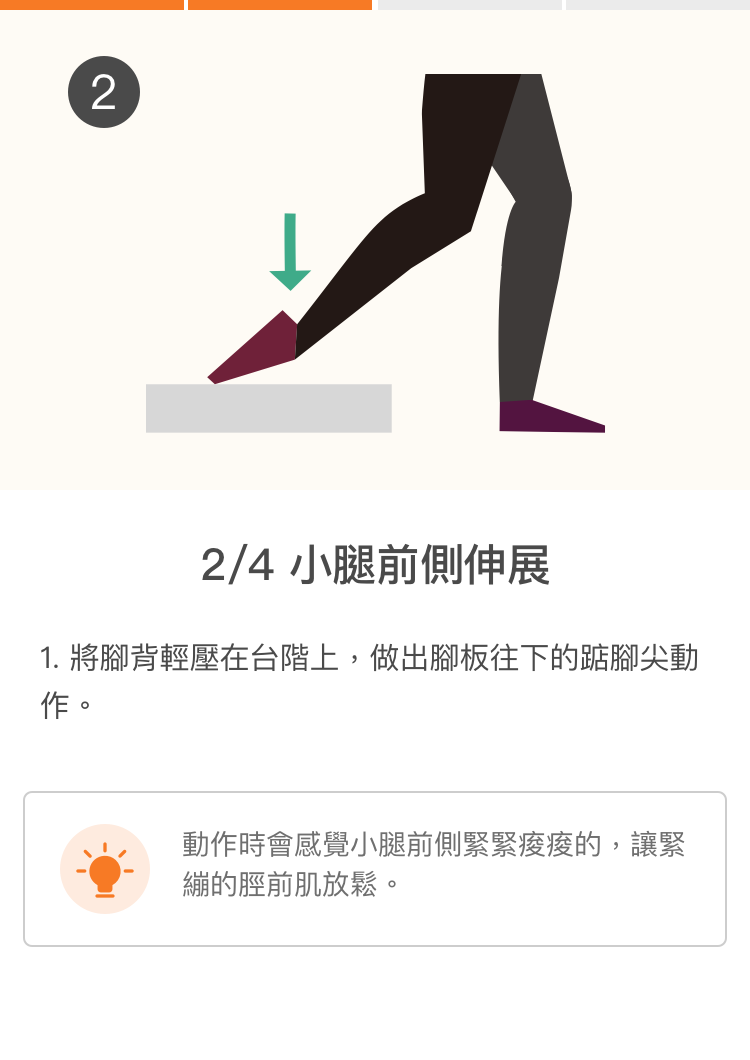 2
2/4 小腿前側伸展
1. 將腳背輕壓在台階上，做出腳板往下的踮腳尖動
作。
動作時會感覺小腿前側緊緊痠痠的，讓緊
繃的脛前肌放鬆。